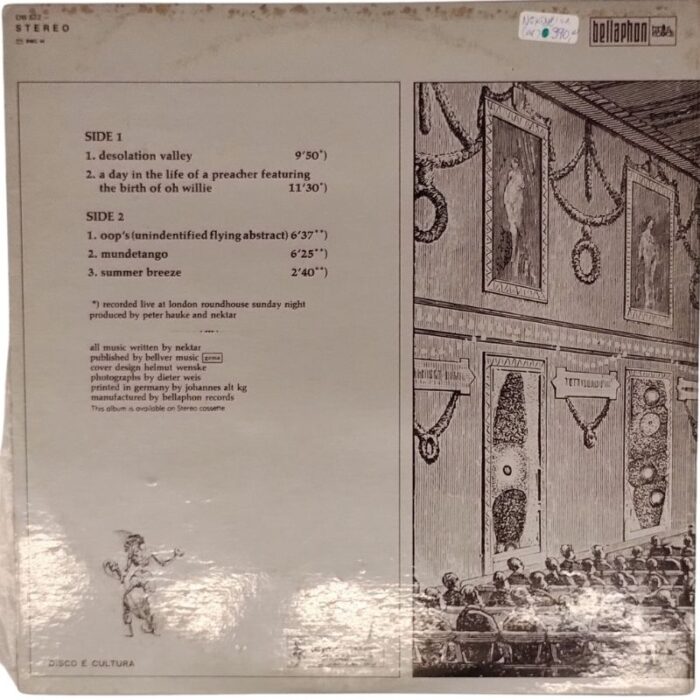 STEREO
bellaphon
SIDE 1
1. desolation valley 9'50*)
2. a day in the life of a preacher featuring
the birth of oh willie 11'30*)
SIDE 2
1. oop's (unindentified flying abstract) 6'37**)
2. mundetango 6'25**)
3. summer breeze 2'40**)
*) recorded live at london roundhouse sunday night
produced by peter hauke and nektar
all music written by nektar
published by bellver music gema
cover design helmut wenske
photographs by dieter weis
printed in germany by johannes alt kg
manufactured by bellaphon records
This album is available on Stereo cassette
DISCO É CULTURA